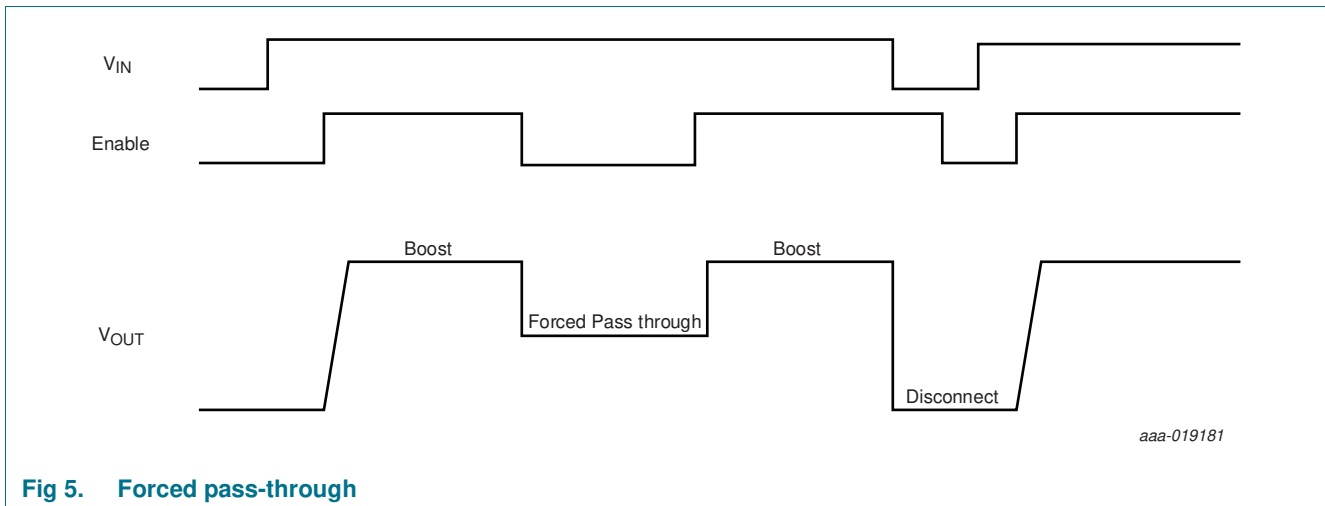 VIN
Enable
Boost
Boost
Forced Pass through
VOUT
Disconnect
aaa-019181
Fig 5. Forced pass-through